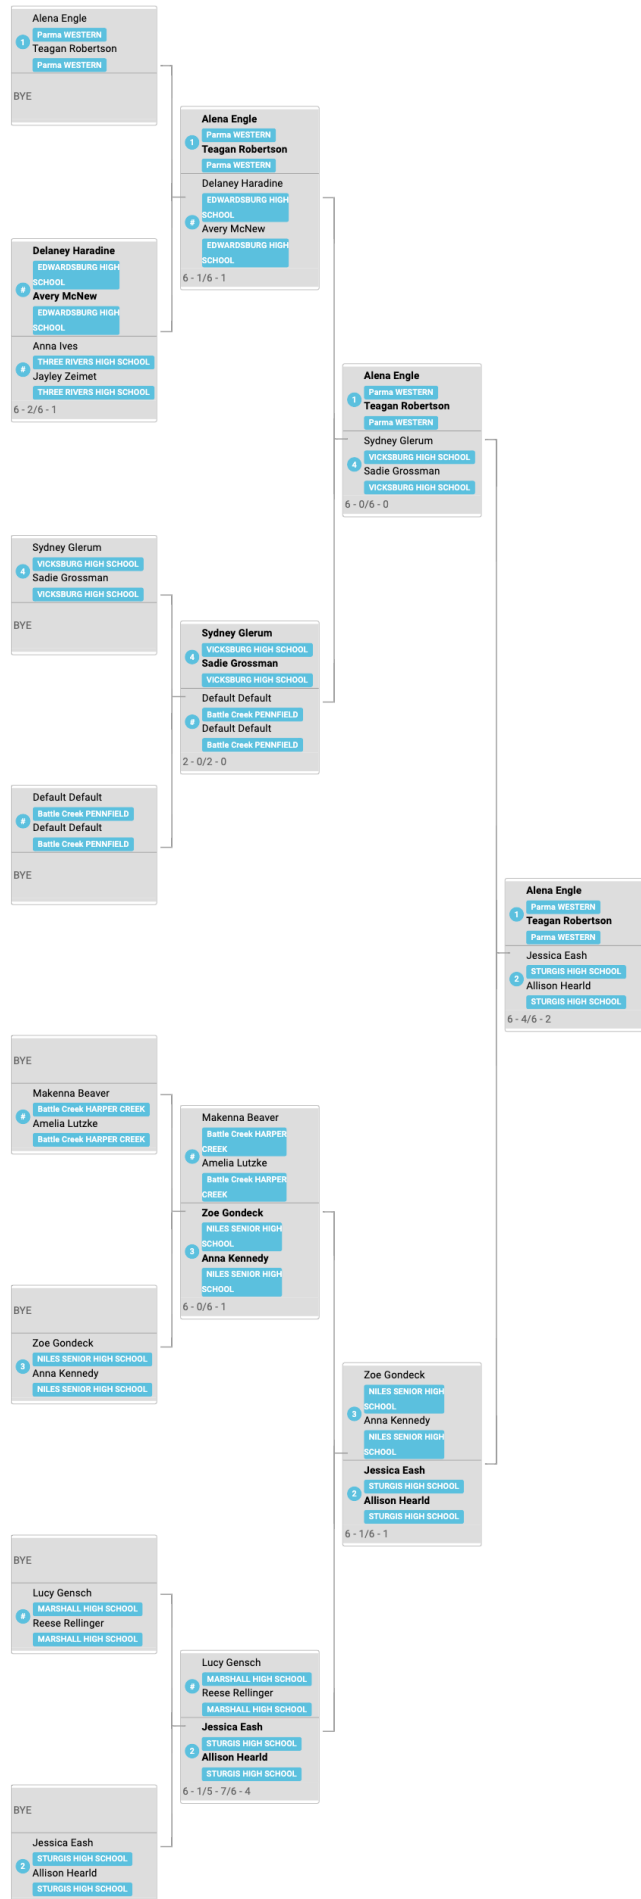 Alena Engle
1
Parma WESTERN
Teagan Robertson
Parma WESTERN
BYE
Alena Engle
1
Parma WESTERN
Teagan Robertson
Parma WESTERN
Delaney Haradine
#
EDWARDSBURG HIGH
SCHOOL
Avery McNew
EDWARDSBURG HIGH
SCHOOL
6 - 1/6 - 1
Delaney Haradine
#
EDWARDSBURG HIGH
SCHOOL
Avery McNew
EDWARDSBURG HIGH
SCHOOL
Anna Ives
#
THREE RIVERS HIGH SCHOOL
Jayley Zeimet
THREE RIVERS HIGH SCHOOL
6 - 2/6 - 1
Alena Engle
1
Parma WESTERN
Teagan Robertson
Parma WESTERN
Sydney Glerum
4
VICKSBURG HIGH SCHOOL
Sadie Grossman
VICKSBURG HIGH SCHOOL
6 - 0/6 - 0
Sydney Glerum
4
VICKSBURG HIGH SCHOOL
Sadie Grossman
VICKSBURG HIGH SCHOOL
BYE
Sydney Glerum
4
VICKSBURG HIGH SCHOOL
Sadie Grossman
VICKSBURG HIGH SCHOOL
Default Default
#
Battle Creek PENNFIELD
Default Default
Battle Creek PENNFIELD
2 - 0/2 - 0
Default Default
#
Battle Creek PENNFIELD
Default Default
Battle Creek PENNFIELD
BYE
Alena Engle
1
Parma WESTERN
Teagan Robertson
Parma WESTERN
Jessica Eash
2
STURGIS HIGH SCHOOL
Allison Hearld
STURGIS HIGH SCHOOL
6 - 4/6 - 2
BYE
Makenna Beaver
#
Battle Creek HARPER CREEK
Amelia Lutzke
Battle Creek HARPER CREEK
Makenna Beaver
#
Battle Creek HARPER
CREEK
Amelia Lutzke
Battle Creek HARPER
CREEK
Zoe Gondeck
3
NILES SENIOR HIGH
SCHOOL
Anna Kennedy
NILES SENIOR HIGH
SCHOOL
6 - 0/6 - 1
BYE
Zoe Gondeck
3
NILES SENIOR HIGH SCHOOL
Anna Kennedy
NILES SENIOR HIGH SCHOOL
Zoe Gondeck
3
NILES SENIOR HIGH
SCHOOL
Anna Kennedy
NILES SENIOR HIGH
SCHOOL
Jessica Eash
2
STURGIS HIGH SCHOOL
Allison Hearld
STURGIS HIGH SCHOOL
6 - 1/6 - 1
BYE
Lucy Gensch
#
MARSHALL HIGH SCHOOL
Reese Rellinger
MARSHALL HIGH SCHOOL
Lucy Gensch
#
MARSHALL HIGH SCHOOL
Reese Rellinger
MARSHALL HIGH SCHOOL
Jessica Eash
2
STURGIS HIGH SCHOOL
Allison Hearld
STURGIS HIGH SCHOOL
6 - 1/5 - 7/6 - 4
BYE
Jessica Eash
2
STURGIS HIGH SCHOOL
Allison Hearld
STURGIS HIGH SCHOOL